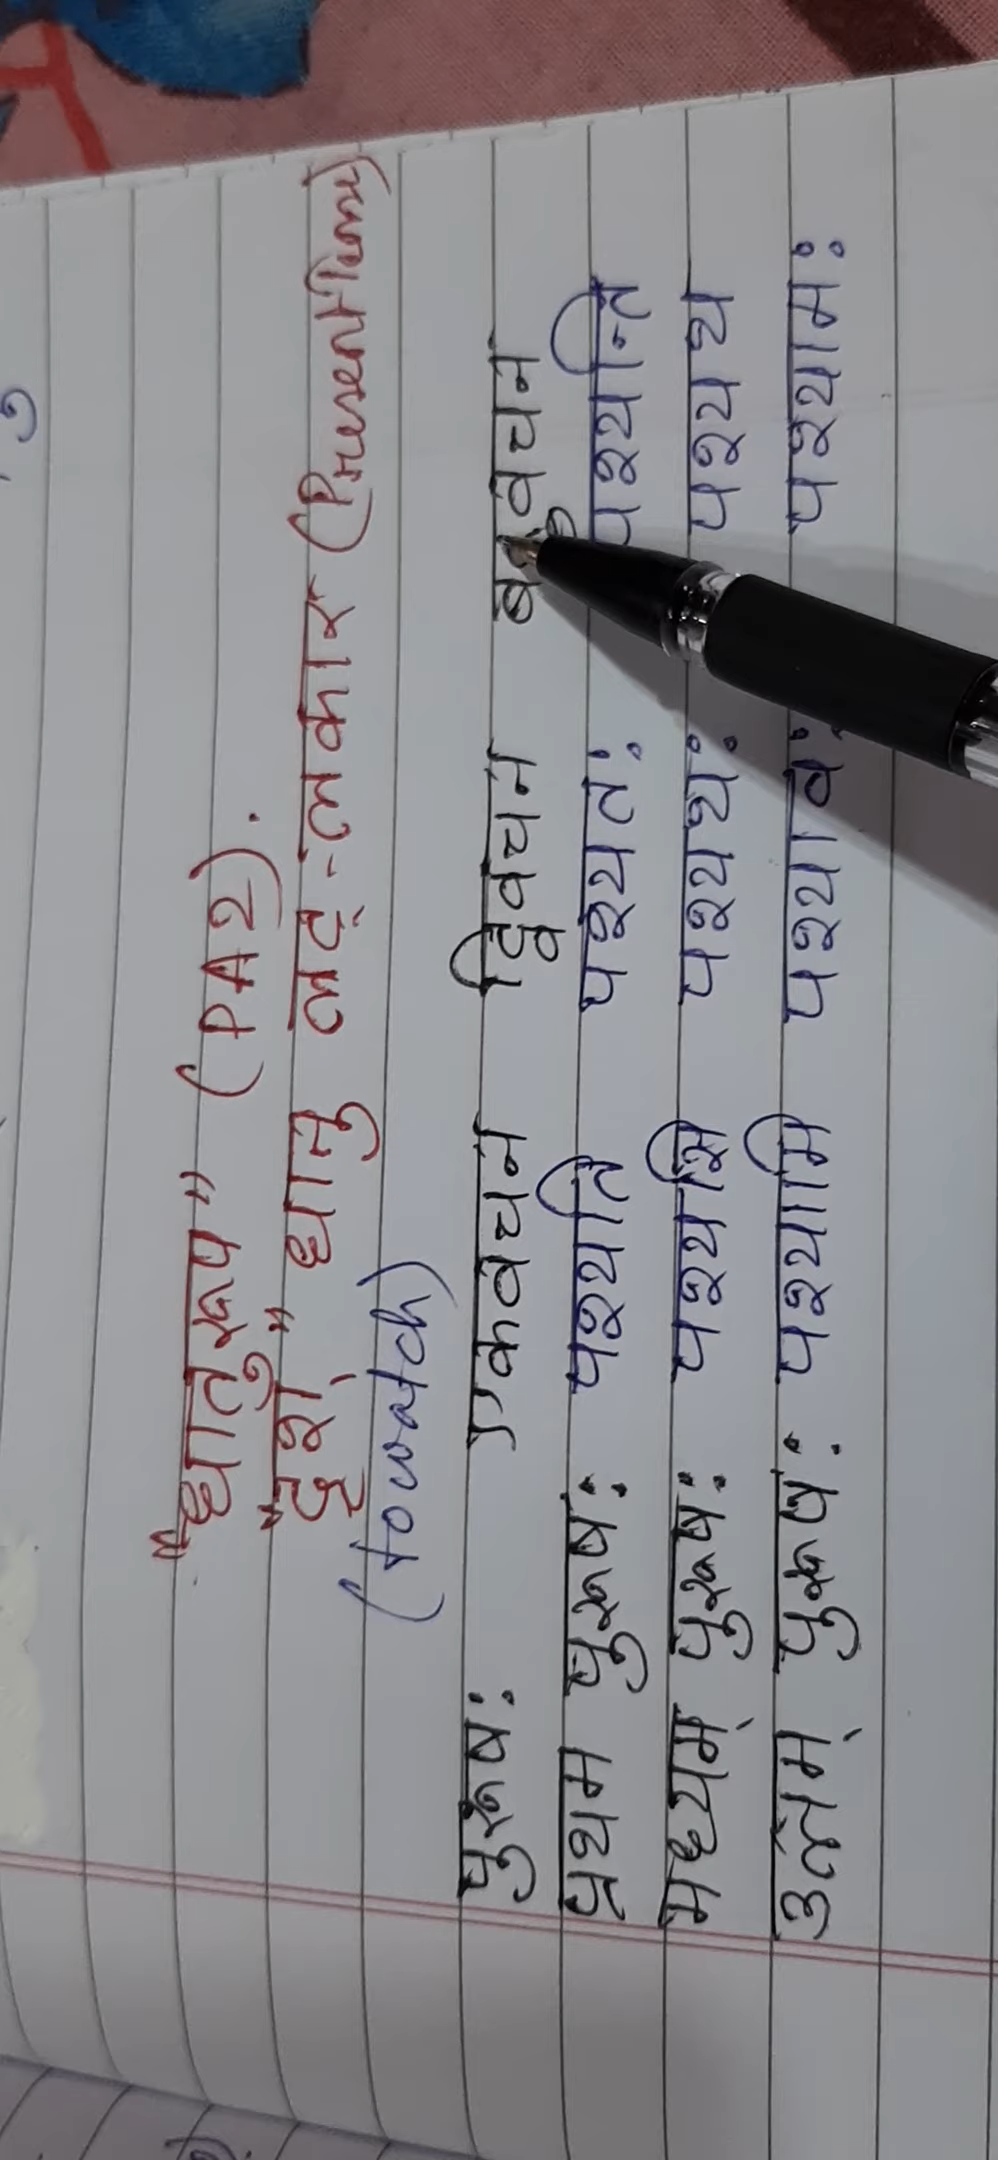 "धातुरूप" (PA2).
"दृश्" धातु लट्-लकार (Present Tense)
(to watch)
पुरूषः एकवचन द्विवचन बहुवचन
प्रथम पुरूषः पश्यति पश्यतः पश्यन्ति
मध्यम् पुरूषः पश्यसि पश्यथः पश्यथ
उत्तम् पुरूषः पश्यामि पश्यावः पश्यामः